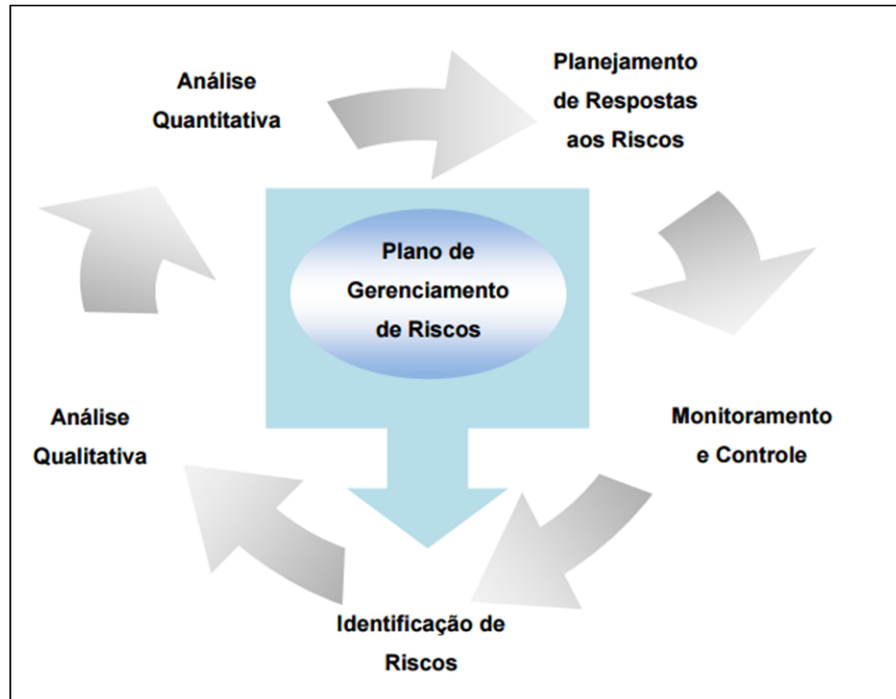 Análise
Quantitativa
Planejamento
de Respostas
aos Riscos
Plano de
Gerenciamento
de Riscos
Análise
Qualitativa
Monitoramento
e Controle
Identificação de
Riscos